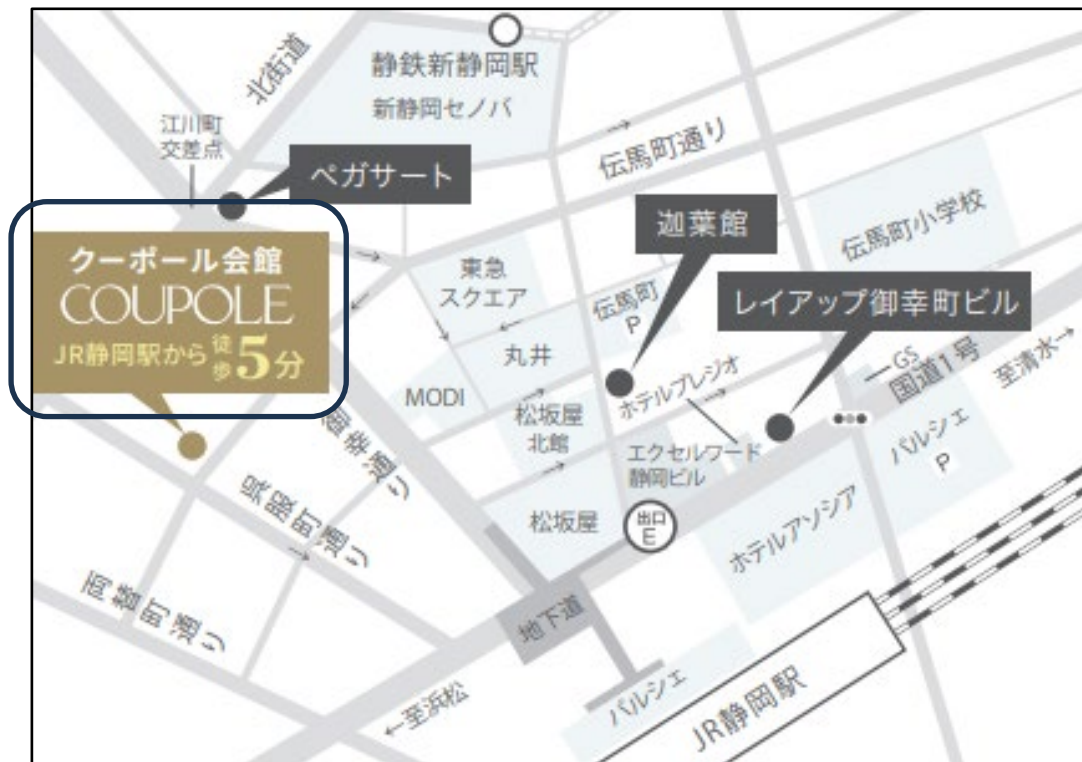 静鉄新静岡駅
新静岡セノバ
北街道
江川町
交差点
ペガサート
伝馬町通り
クーポール会館
COUPOLE
JR静岡駅から徒歩5分
東急
スクエア
迦葉館
伝馬町小学校
伝馬町
P
レイアップ御幸町ビル
丸井
MODI
松坂屋
北館
ホテルプレジオ
GS
国道1号
至清水→
御幸通り
エクセルワード
静岡ビル
パルシェ
P
呉服町通り
松坂屋
出口
E
ホテルアソシア
両替町通り
地下道
←至浜松
パルシェ
JR静岡駅